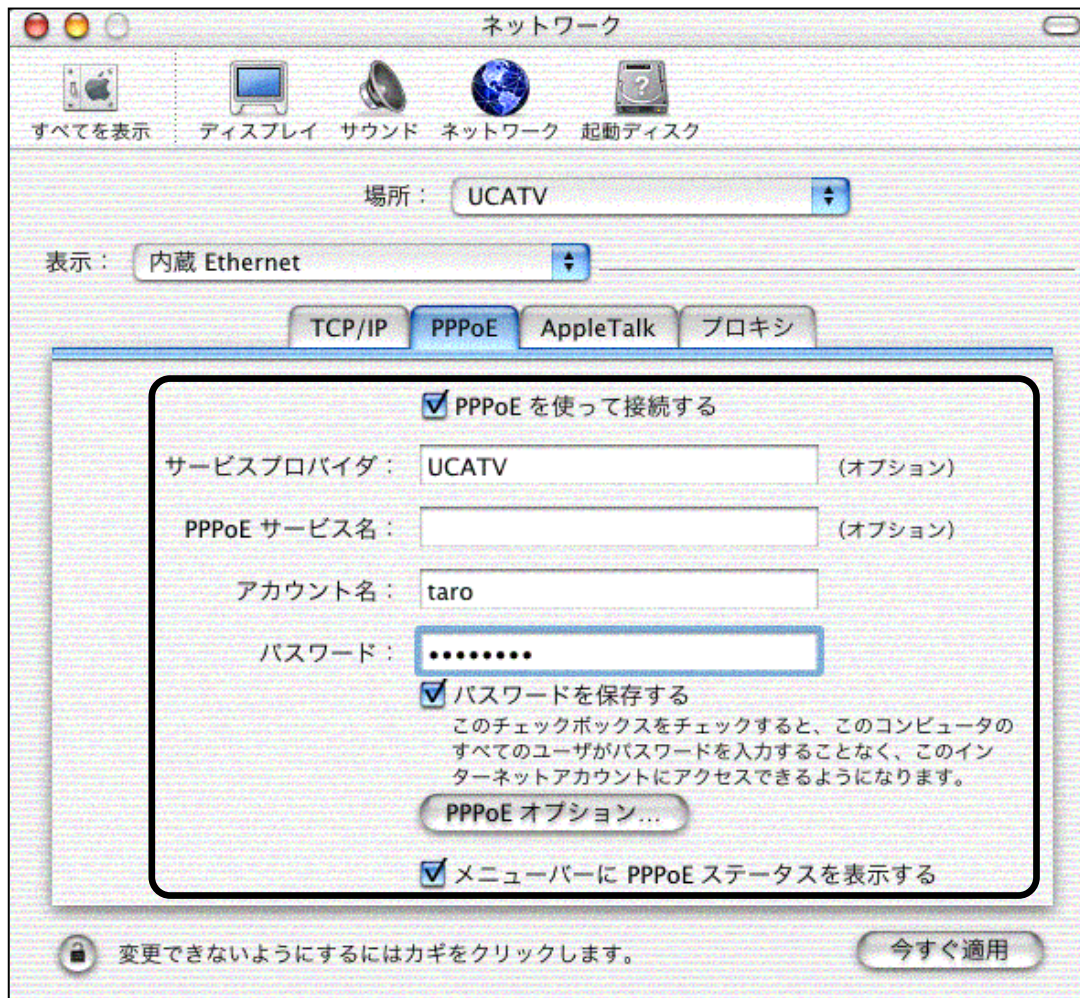 ネットワーク
すべてを表示 ディスプレイ サウンド ネットワーク 起動ディスク
場所： UCATV
表示： 内蔵 Ethernet
TCP/IP PPPoE AppleTalk プロキシ
PPPoE を使って接続する
サービスプロバイダ： UCATV (オプション)
PPPoE サービス名： (オプション)
アカウント名： taro
パスワード： ••••••••
パスワードを保存する
このチェックボックスをチェックすると、このコンピュータの
すべてのユーザがパスワードを入力することなく、このイン
ターネットアカウントにアクセスできるようになります。
PPPoE オプション...
メニューバーに PPPoE ステータスを表示する
変更できないようにするにはカギをクリックします。 今すぐ適用